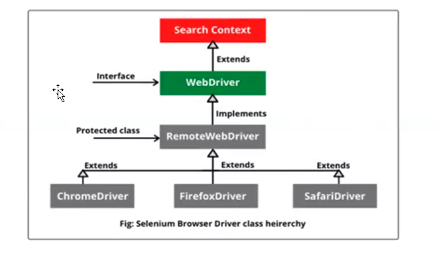 Search Context
Extends
Interface
WebDriver
Implements
Protected class
RemoteWebDriver
Extends Extends Extends
ChromeDriver FirefoxDriver SafariDriver
Fig: Selenium Browser Driver class heirerchy